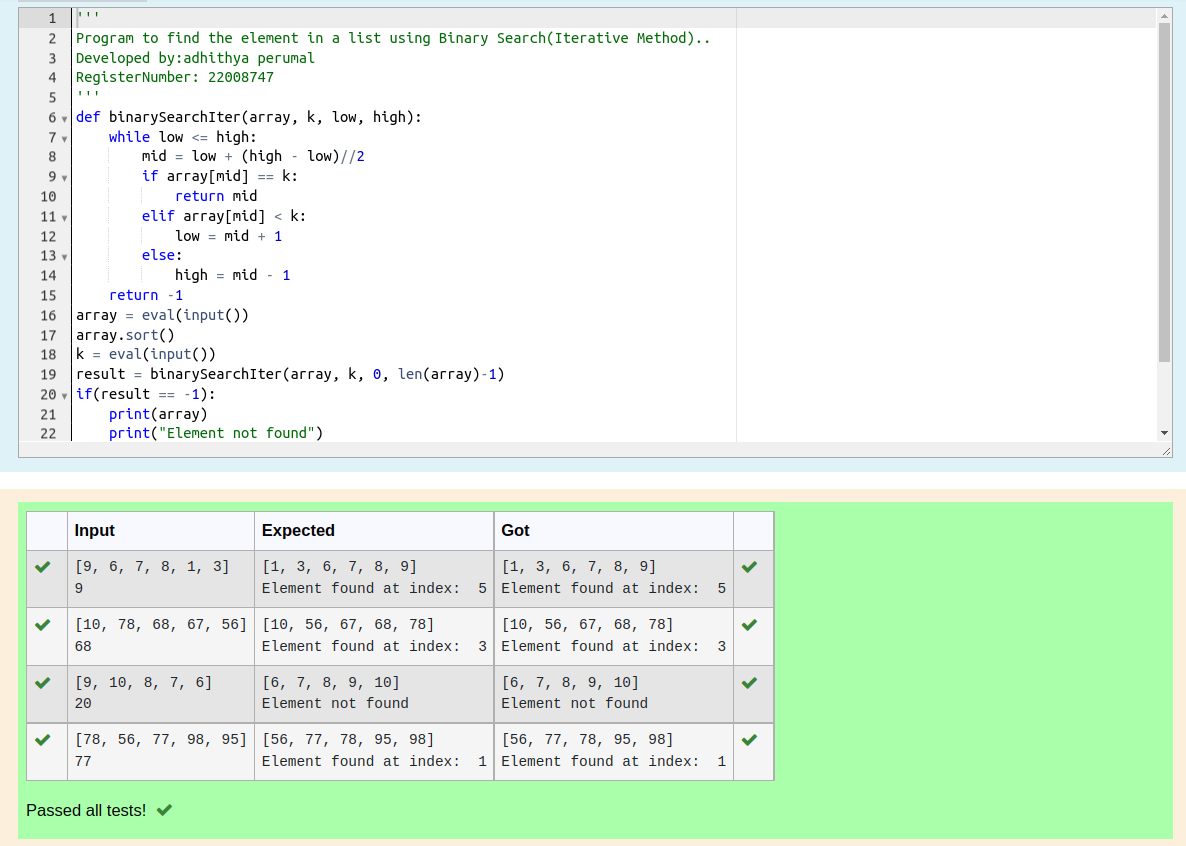 1 '''
2 Program to find the element in a list using Binary Search(Iterative Method)..
3 Developed by:adhithya perumal
4 RegisterNumber: 22008747
5 '''
6 def binarySearchIter(array, k, low, high):
7     while low <= high:
8         mid = low + (high - low)//2
9         if array[mid] == k:
10             return mid
11         elif array[mid] < k:
12             low = mid + 1
13         else:
14             high = mid - 1
15     return -1
16 array = eval(input())
17 array.sort()
18 k = eval(input())
19 result = binarySearchIter(array, k, 0, len(array)-1)
20 if(result == -1):
21     print(array)
22     print("Element not found")
Input Expected Got
[9, 6, 7, 8, 1, 3] [1, 3, 6, 7, 8, 9] [1, 3, 6, 7, 8, 9]
9 Element found at index:  5 Element found at index:  5
[10, 78, 68, 67, 56] [10, 56, 67, 68, 78] [10, 56, 67, 68, 78]
68 Element found at index:  3 Element found at index:  3
[9, 10, 8, 7, 6] [6, 7, 8, 9, 10] [6, 7, 8, 9, 10]
20 Element not found Element not found
[78, 56, 77, 98, 95] [56, 77, 78, 95, 98] [56, 77, 78, 95, 98]
77 Element found at index:  1 Element found at index:  1
Passed all tests!